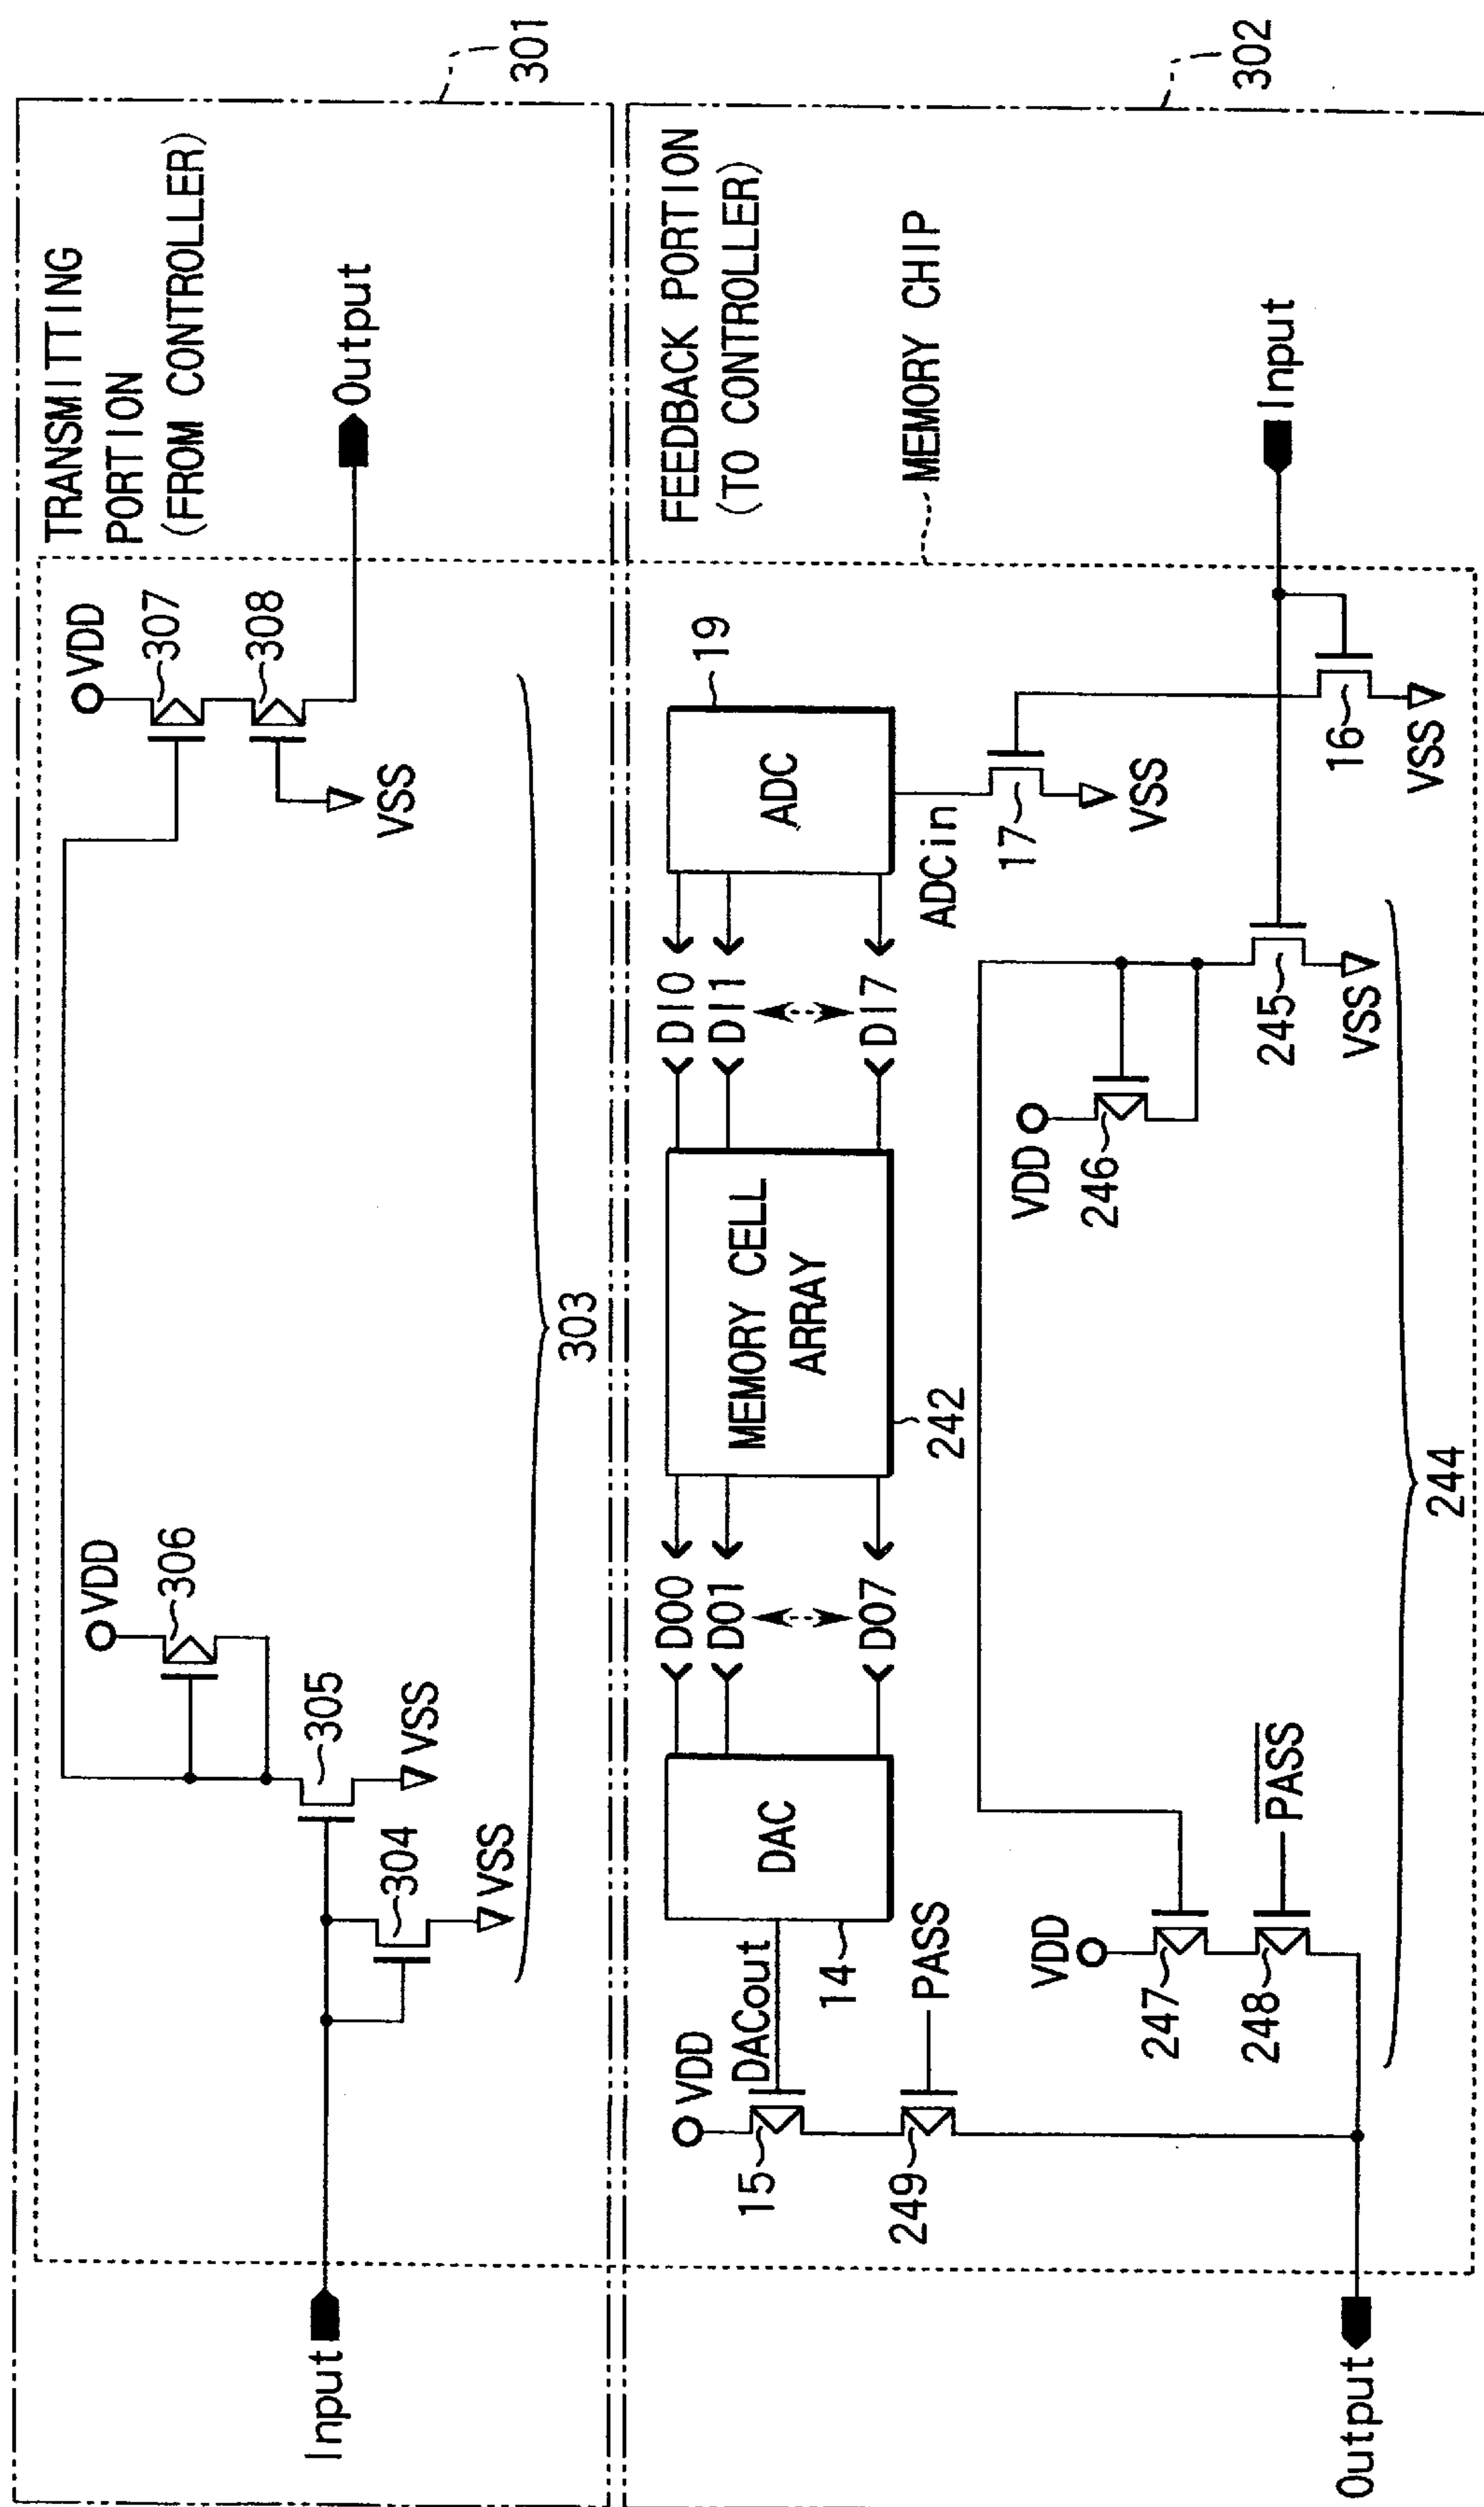 TRANSMITTING
PORTION
(FROM CONTROLLER)
301
VDD
306
VDD
307
308
Output
VSS
305
VSS
304
VSS
Input
303
FEEDBACK PORTION
(TO CONTROLLER)
MEMORY CHIP
302
VDD
DACout
15
249
PASS
14
DAC
DO0
DO1
DO7
MEMORY CELL
ARRAY
242
DI0
DI1
DI7
ADC
19
ADCin
17
VSS
VDD
247
248
PASS
VDD
246
245
VSS
16
VSS
Input
Output
244